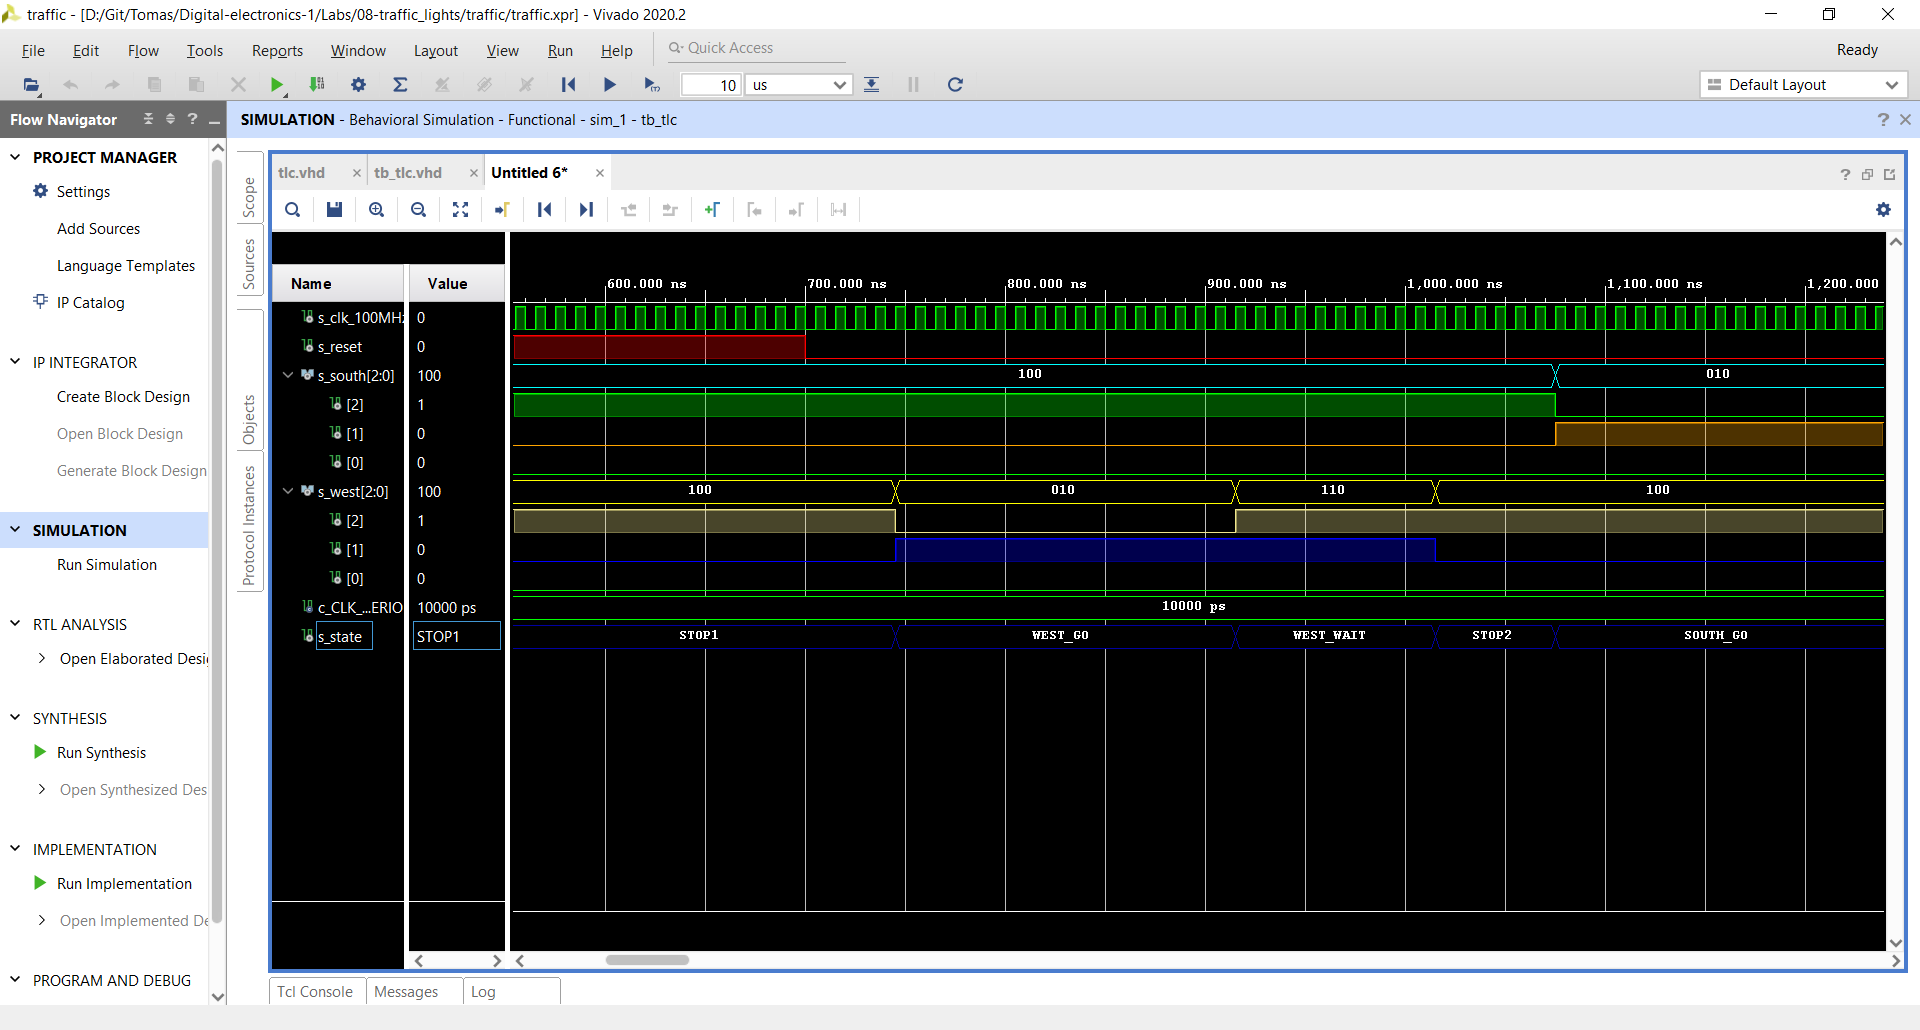 traffic - [D:/Git/Tomas/Digital-electronics-1/Labs/08-traffic_lights/traffic/traffic.xpr] - Vivado 2020.2
File Edit Flow Tools Reports Window Layout View Run Help Quick Access Ready
10 us Default Layout
Flow Navigator ? SIMULATION - Behavioral Simulation - Functional - sim_1 - tb_tlc ?
PROJECT MANAGER
Settings
Add Sources
Language Templates
IP Catalog
IP INTEGRATOR
Create Block Design
Open Block Design
Generate Block Design
SIMULATION
Run Simulation
RTL ANALYSIS
Open Elaborated Desi
SYNTHESIS
Run Synthesis
Open Synthesized Des
IMPLEMENTATION
Run Implementation
Open Implemented De
PROGRAM AND DEBUG
Scope
Sources
Objects
Protocol Instances
tlc.vhd tb_tlc.vhd Untitled 6* ?
Name Value 600.000 ns 700.000 ns 800.000 ns 900.000 ns 1,000.000 ns 1,100.000 ns 1,200.000
s_clk_100MHz 0
s_reset 0
s_south[2:0] 100 100 010
[2] 1
[1] 0
[0] 0
s_west[2:0] 100 100 010 110 100
[2] 1
[1] 0
[0] 0
c_CLK_...ERIO 10000 ps 10000 ps
s_state STOP1 STOP1 WEST_GO WEST_WAIT STOP2 SOUTH_GO
Tcl Console Messages Log